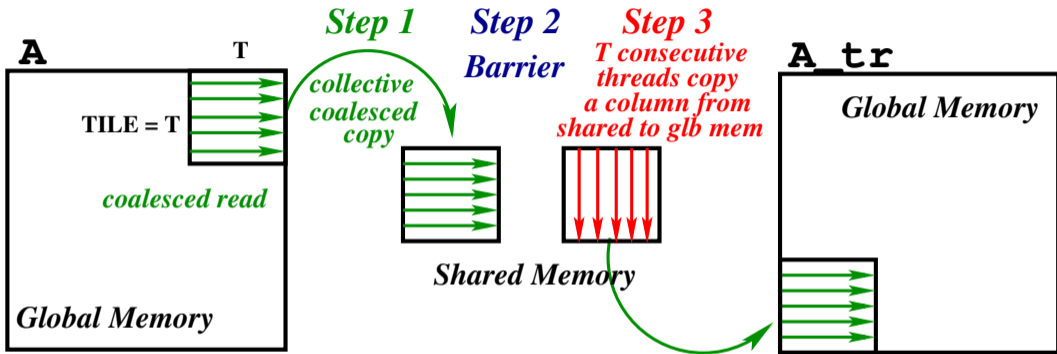 A
T
TILE = T
coalesced read
Global Memory
Step 1
collective
coalesced
copy
Step 2
Barrier
Step 3
T consecutive
threads copy
a column from
shared to glb mem
Shared Memory
A_tr
Global Memory